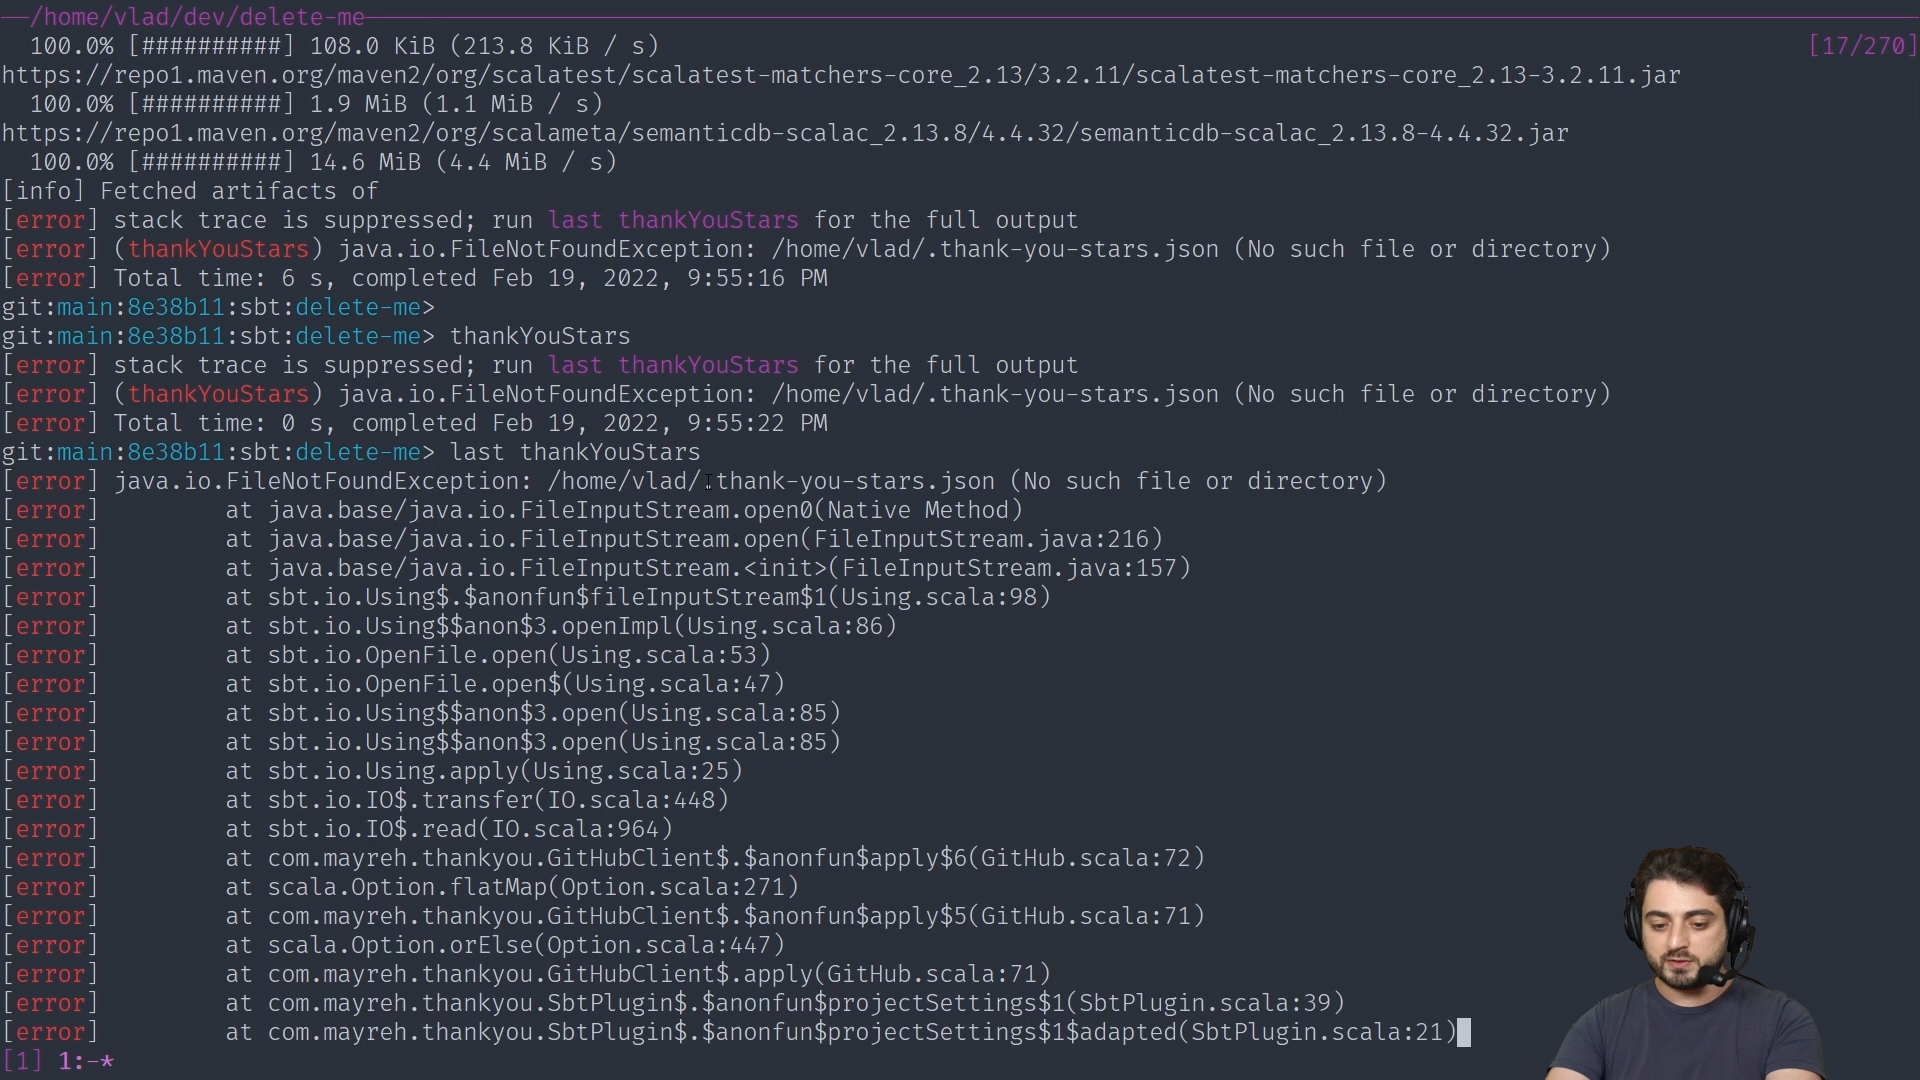 /home/vlad/dev/delete-me
100.0% [##########] 108.0 KiB (213.8 KiB / s) [17/270]
https://repo1.maven.org/maven2/org/scalatest/scalatest-matchers-core_2.13/3.2.11/scalatest-matchers-core_2.13-3.2.11.jar
100.0% [##########] 1.9 MiB (1.1 MiB / s)
https://repo1.maven.org/maven2/org/scalameta/semanticdb-scalac_2.13.8/4.4.32/semanticdb-scalac_2.13.8-4.4.32.jar
100.0% [##########] 14.6 MiB (4.4 MiB / s)
[info] Fetched artifacts of
[error] stack trace is suppressed; run last thankYouStars for the full output
[error] (thankYouStars) java.io.FileNotFoundException: /home/vlad/.thank-you-stars.json (No such file or directory)
[error] Total time: 6 s, completed Feb 19, 2022, 9:55:16 PM
git:main:8e38b11:sbt:delete-me>
git:main:8e38b11:sbt:delete-me> thankYouStars
[error] stack trace is suppressed; run last thankYouStars for the full output
[error] (thankYouStars) java.io.FileNotFoundException: /home/vlad/.thank-you-stars.json (No such file or directory)
[error] Total time: 0 s, completed Feb 19, 2022, 9:55:22 PM
git:main:8e38b11:sbt:delete-me> last thankYouStars
[error] java.io.FileNotFoundException: /home/vlad/.thank-you-stars.json (No such file or directory)
[error] at java.base/java.io.FileInputStream.open0(Native Method)
[error] at java.base/java.io.FileInputStream.open(FileInputStream.java:216)
[error] at java.base/java.io.FileInputStream.<init>(FileInputStream.java:157)
[error] at sbt.io.Using$.$anonfun$fileInputStream$1(Using.scala:98)
[error] at sbt.io.Using$$anon$3.openImpl(Using.scala:86)
[error] at sbt.io.OpenFile.open(Using.scala:53)
[error] at sbt.io.OpenFile.open$(Using.scala:47)
[error] at sbt.io.Using$$anon$3.open(Using.scala:85)
[error] at sbt.io.Using$$anon$3.open(Using.scala:85)
[error] at sbt.io.Using.apply(Using.scala:25)
[error] at sbt.io.IO$.transfer(IO.scala:448)
[error] at sbt.io.IO$.read(IO.scala:964)
[error] at com.mayreh.thankyou.GitHubClient$.$anonfun$apply$6(GitHub.scala:72)
[error] at scala.Option.flatMap(Option.scala:271)
[error] at com.mayreh.thankyou.GitHubClient$.$anonfun$apply$5(GitHub.scala:71)
[error] at scala.Option.orElse(Option.scala:447)
[error] at com.mayreh.thankyou.GitHubClient$.apply(GitHub.scala:71)
[error] at com.mayreh.thankyou.SbtPlugin$.$anonfun$projectSettings$1(SbtPlugin.scala:39)
[error] at com.mayreh.thankyou.SbtPlugin$.$anonfun$projectSettings$1$adapted(SbtPlugin.scala:21)
[1] 1:-*